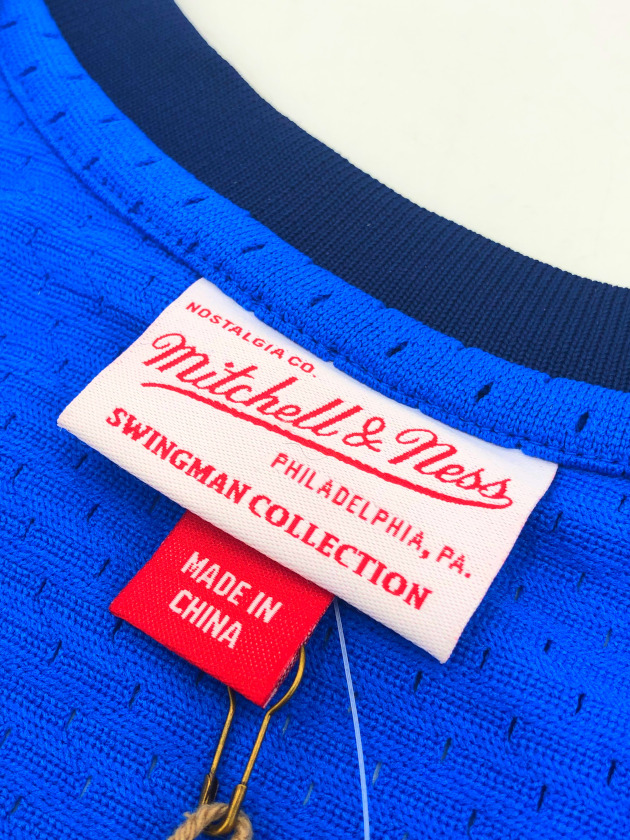 NOSTALGIA CO.
Mitchell & Ness
PHILADELPHIA, PA.
SWINGMAN COLLECTION
MADE IN
CHINA